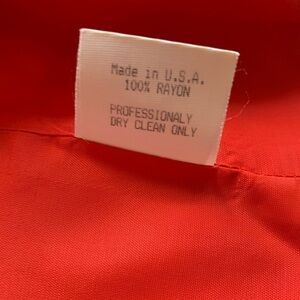 Made in U.S.A.
100% RAYON
PROFESSIONALY
DRY CLEAN ONLY